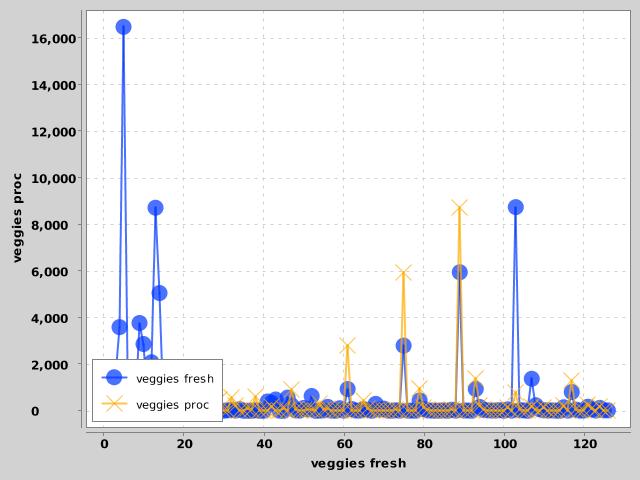 16,000
14,000
12,000
10,000
8,000
6,000
4,000
2,000
0
veggies proc
veggies fresh
veggies proc
0 20 40 60 80 100 120
veggies fresh